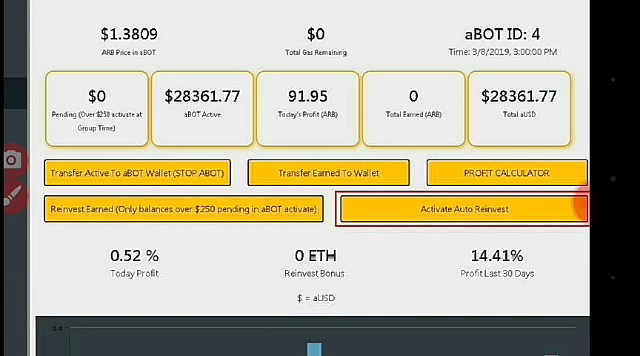 $1.3809
ARB Price in aBOT
$0
Total Gas Remaining
aBOT ID: 4
Time: 3/8/2019, 3:00:00 PM
$0
Pending (Over $250 activate at
Group Time)
$28361.77
aBOT Active
91.95
Today's Profit (ARB)
0
Total Earned (ARB)
$28361.77
Total aUSD
Transfer Active To aBOT Wallet (STOP ABOT)
Transfer Earned To Wallet
PROFIT CALCULATOR
Reinvest Earned (Only balances over $250 pending in aBOT activate)
Activate Auto Reinvest
0.52 %
Today Profit
0 ETH
Reinvest Bonus
14.41%
Profit Last 30 Days
$ = aUSD
0.8